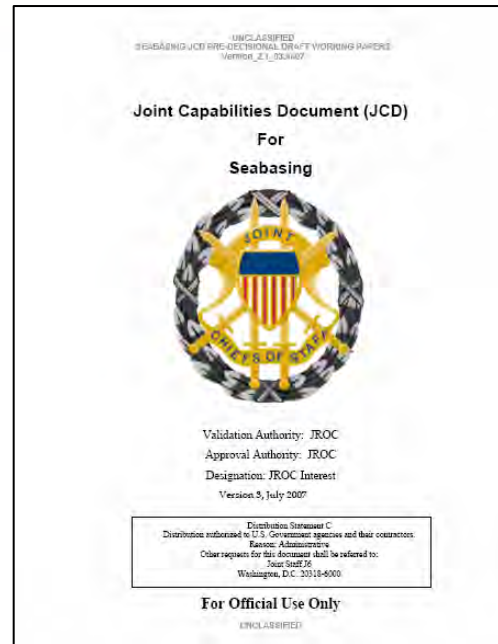 UNCLASSIFIED
SEABASING JCD PRE-DECISIONAL DRAFT WORKING PAPERS
Joint Capabilities Document (JCD)
For
Seabasing
JOINT
CHIEFS OF STAFF
Validation Authority: JROC
Approval Authority: JROC
Designation: JROC Interest
Version 3, July 2007
Distribution Statement C
Distribution authorized to U.S. Government agencies and their contractors.
Reason: Administrative
Other requests for this document shall be referred to:
Joint Staff J6
Washington, D.C. 20318-6000
For Official Use Only
UNCLASSIFIED